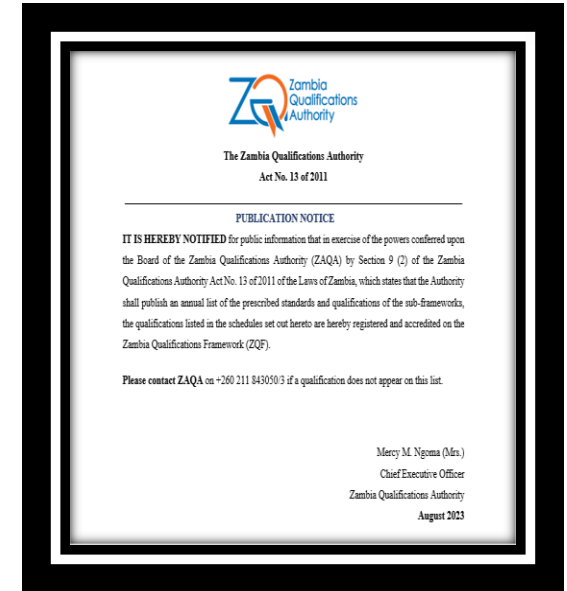 Zambia
Qualifications
Authority
The Zambia Qualifications Authority
Act No. 13 of 2011
PUBLICATION NOTICE
IT IS HEREBY NOTIFIED for public information that in exercise of the powers conferred upon
the Board of the Zambia Qualifications Authority (ZAQA) by Section 9 (2) of the Zambia
Qualifications Authority Act No. 13 of 2011 of the Laws of Zambia, which states that the Authority
shall publish an annual list of the prescribed standards and qualifications of the sub-frameworks,
the qualifications listed in the schedules set out hereto are hereby registered and accredited on the
Zambia Qualifications Framework (ZQF).
Please contact ZAQA on +260 211 843050/3 if a qualification does not appear on this list.
Mercy M. Ngoma (Mrs.)
Chief Executive Officer
Zambia Qualifications Authority
August 2023